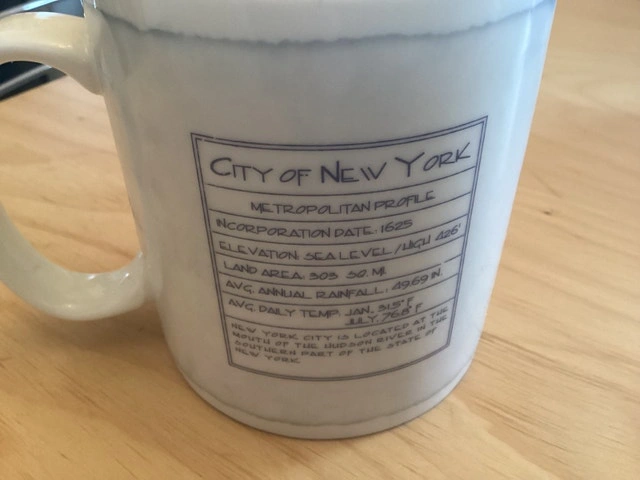 CITY OF NEW YORK
METROPOLITAN PROFILE
INCORPORATION DATE: 1625
ELEVATION: SEA LEVEL / HIGH 426'
LAND AREA: 303 SQ. MI.
AVG. ANNUAL RAINFALL: 49.69 IN.
AVG. DAILY TEMP: JAN. 31.5° F
JULY 76.8° F
NEW YORK CITY IS LOCATED AT THE
MOUTH OF THE HUDSON RIVER IN THE
SOUTHERN PART OF THE STATE OF
NEW YORK